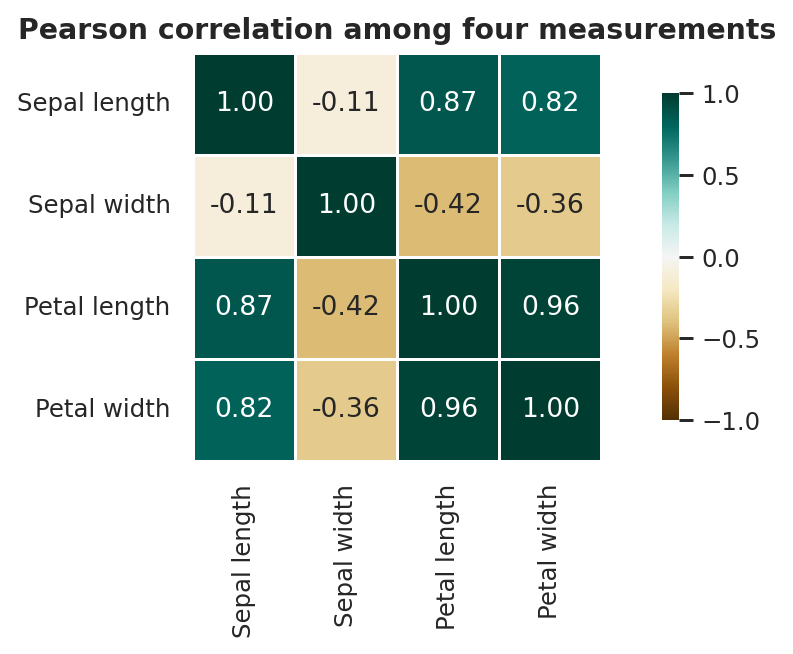 Pearson correlation among four measurements
Sepal length 1.00 -0.11 0.87 0.82
Sepal width -0.11 1.00 -0.42 -0.36
Petal length 0.87 -0.42 1.00 0.96
Petal width 0.82 -0.36 0.96 1.00
Sepal length
Sepal width
Petal length
Petal width
1.0
0.5
0.0
−0.5
−1.0